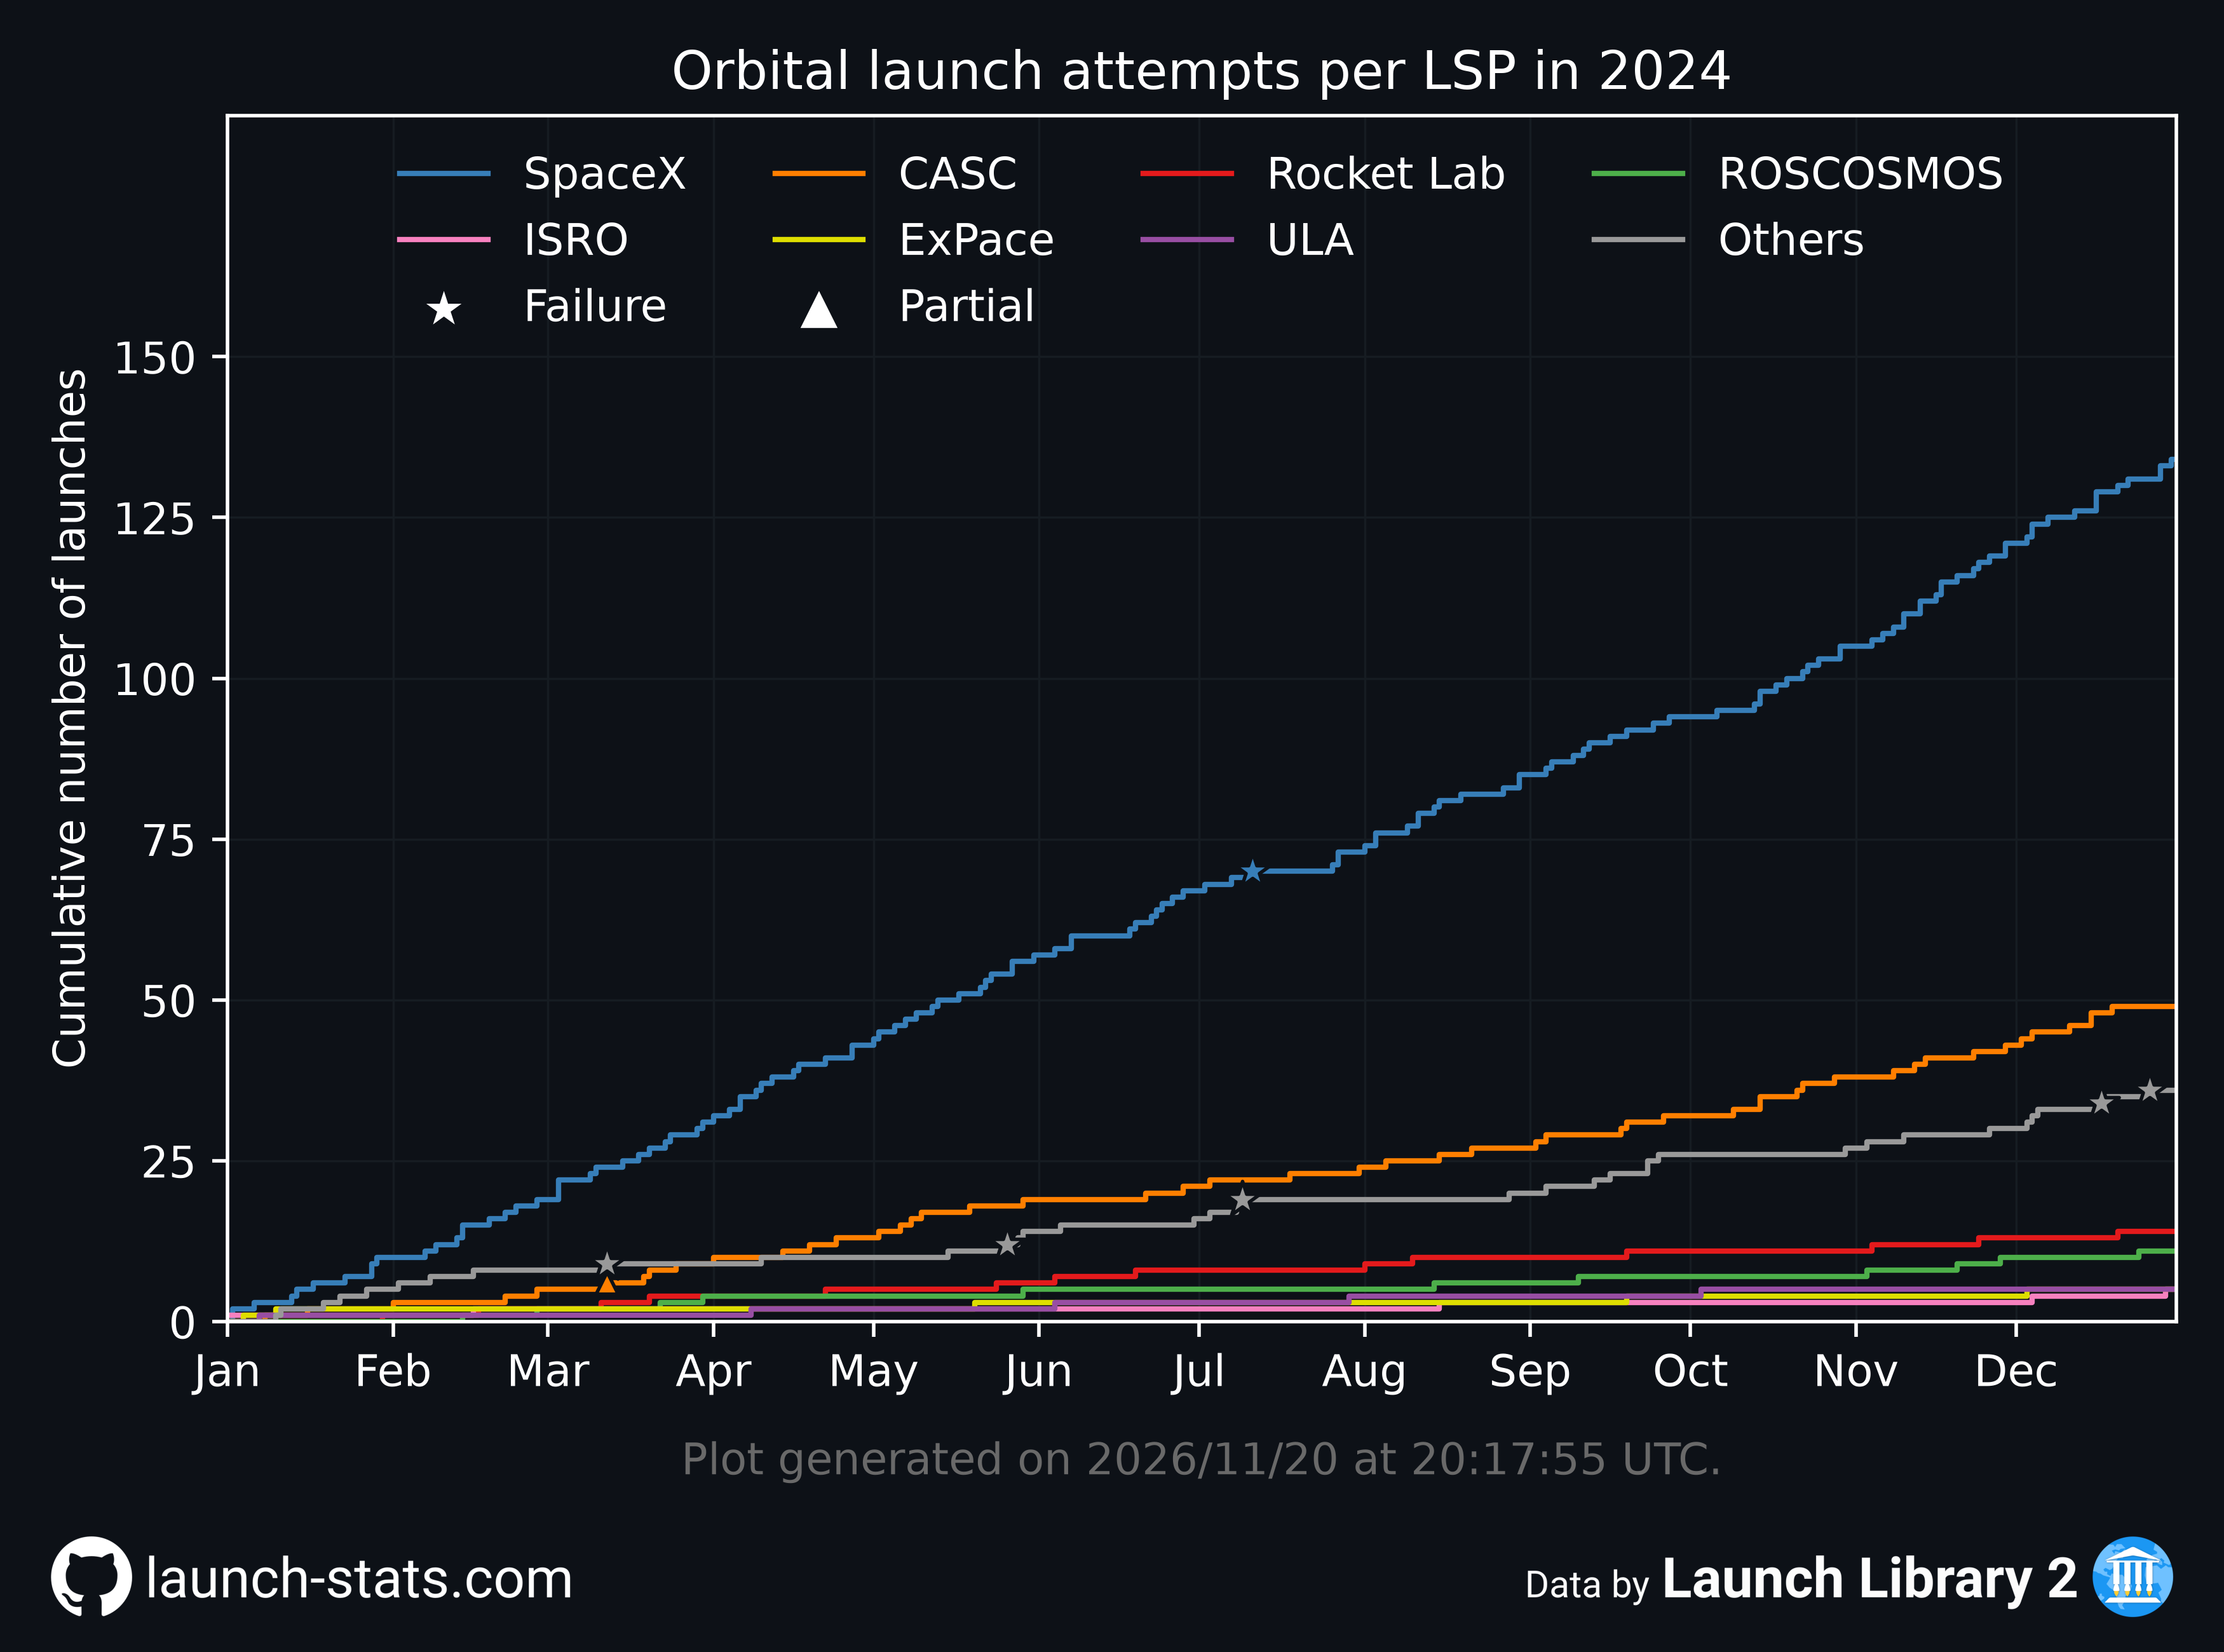 Orbital launch attempts per LSP in 2024
SpaceX CASC Rocket Lab ROSCOSMOS
ISRO ExPace ULA Others
Failure Partial
Cumulative number of launches
150
125
100
75
50
25
0
Jan Feb Mar Apr May Jun Jul Aug Sep Oct Nov Dec
Plot generated on 2026/11/20 at 20:17:55 UTC.
launch-stats.com
Data by Launch Library 2